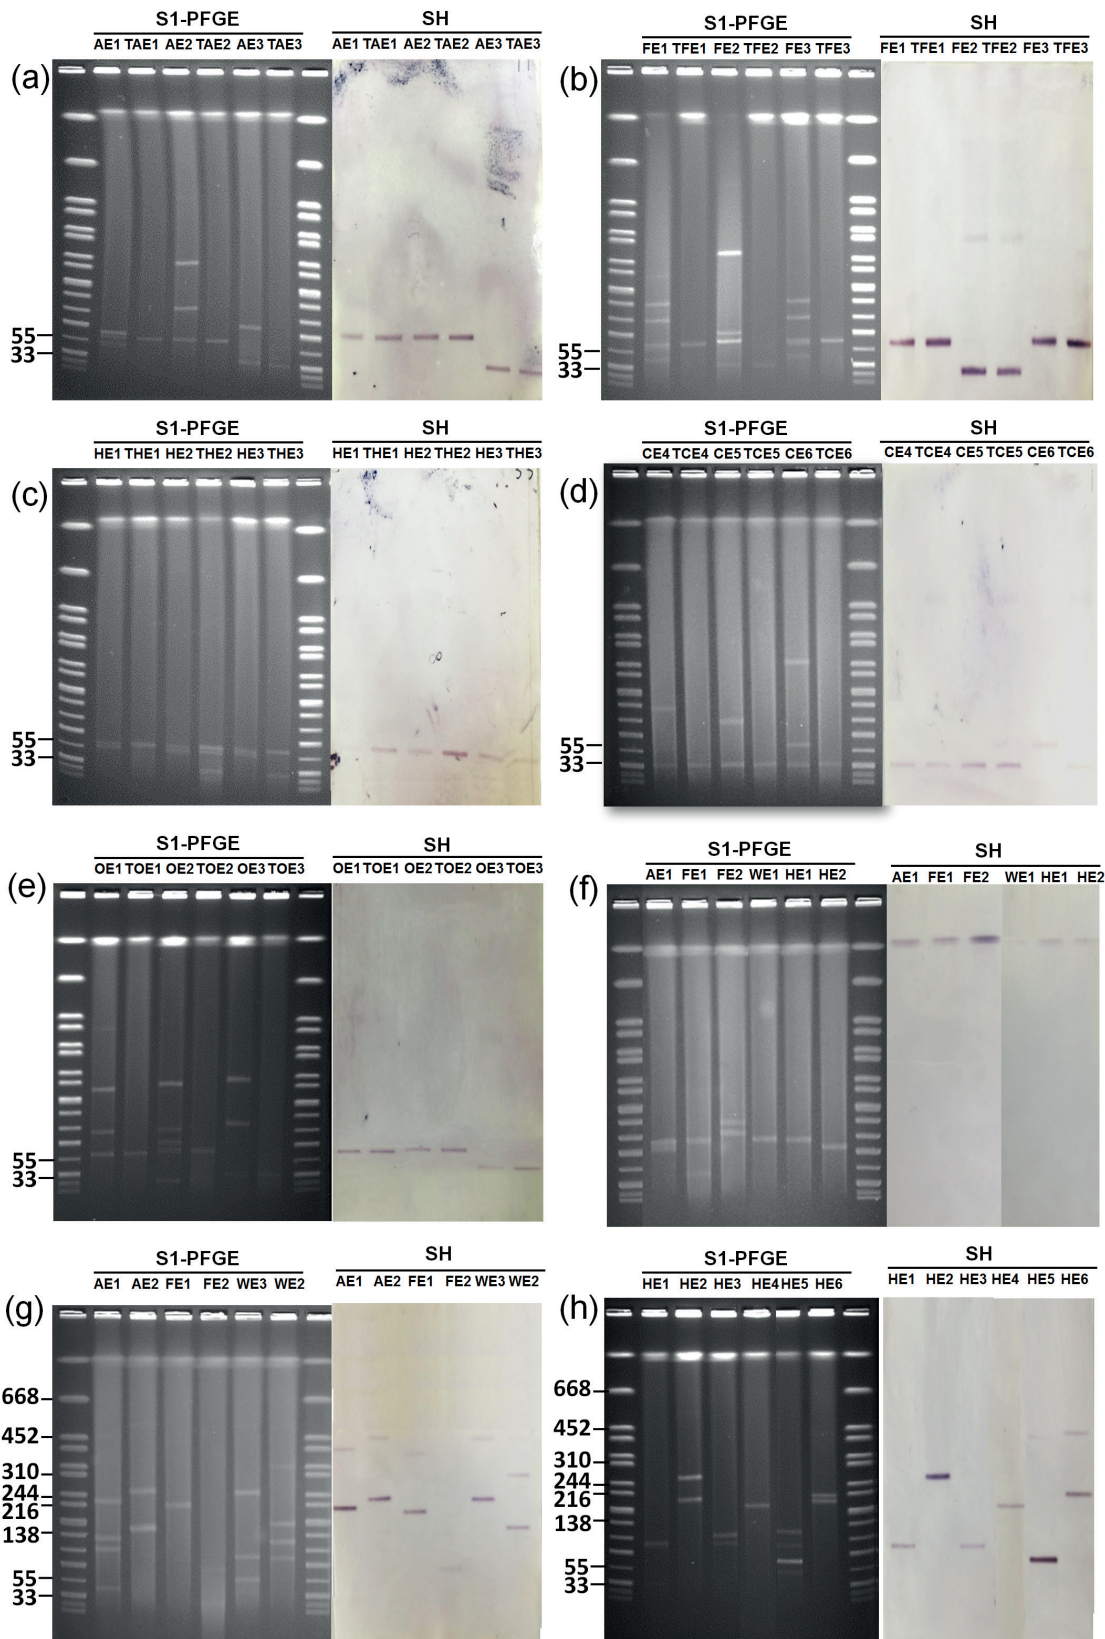 S1-PFGE SH
AE1 TAE1 AE2 TAE2 AE3 TAE3 AE1 TAE1 AE2 TAE2 AE3 TAE3
(a)
55
33
S1-PFGE SH
FE1 TFE1 FE2 TFE2 FE3 TFE3 FE1 TFE1 FE2 TFE2 FE3 TFE3
(b)
55
33
S1-PFGE SH
HE1 THE1 HE2 THE2 HE3 THE3 HE1 THE1 HE2 THE2 HE3 THE3
(c)
55
33
S1-PFGE SH
CE4 TCE4 CE5 TCE5 CE6 TCE6 CE4 TCE4 CE5 TCE5 CE6 TCE6
(d)
55
33
S1-PFGE SH
OE1 TOE1 OE2 TOE2 OE3 TOE3 OE1 TOE1 OE2 TOE2 OE3 TOE3
(e)
55
33
S1-PFGE SH
AE1 FE1 FE2 WE1 HE1 HE2 AE1 FE1 FE2 WE1 HE1 HE2
(f)
S1-PFGE SH
AE1 AE2 FE1 FE2 WE3 WE2 AE1 AE2 FE1 FE2 WE3 WE2
(g)
668
452
310
244
216
138
55
33
S1-PFGE SH
HE1 HE2 HE3 HE4 HE5 HE6 HE1 HE2 HE3 HE4 HE5 HE6
(h)
668
452
310
244
216
138
55
33